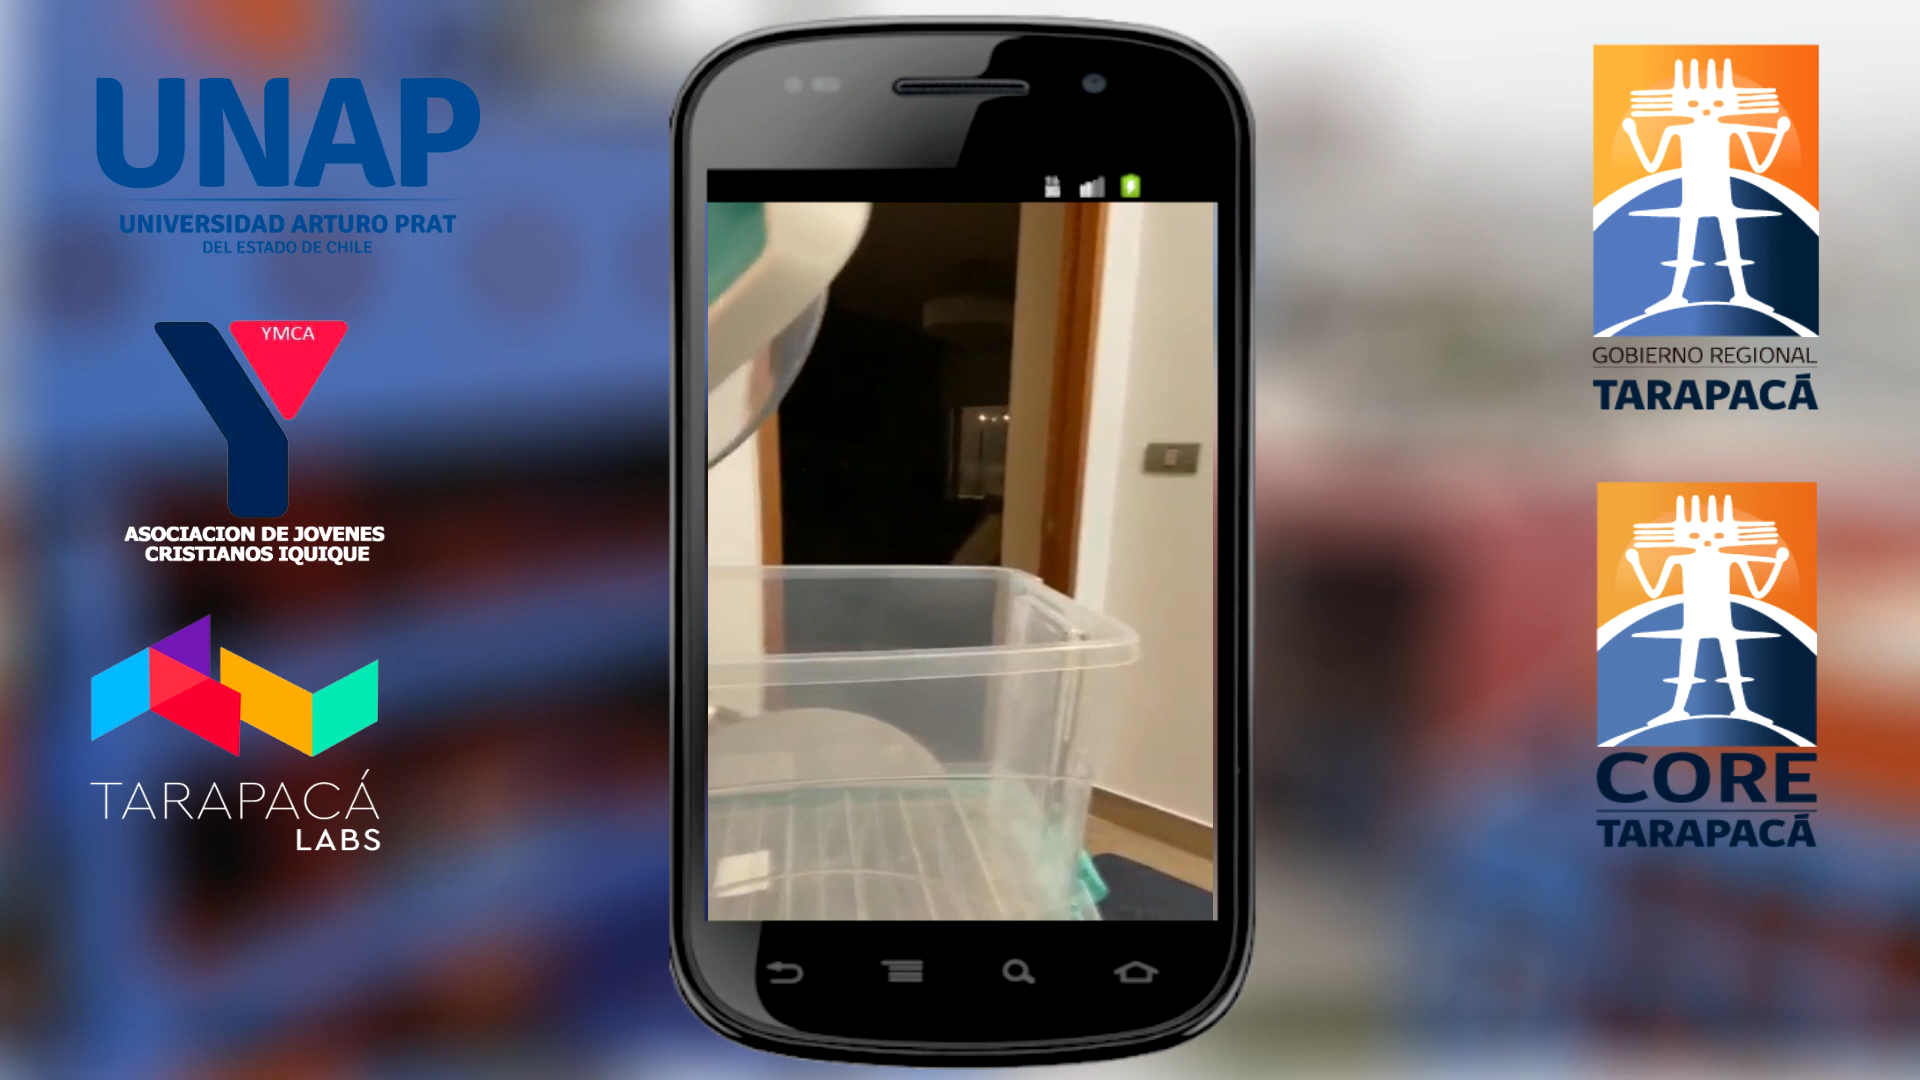 UNAP
UNIVERSIDAD ARTURO PRAT
DEL ESTADO DE CHILE
YMCA
ASOCIACION DE JOVENES
CRISTIANOS IQUIQUE
TARAPACÁ
LABS
GOBIERNO REGIONAL
TARAPACÁ
CORE
TARAPACÁ